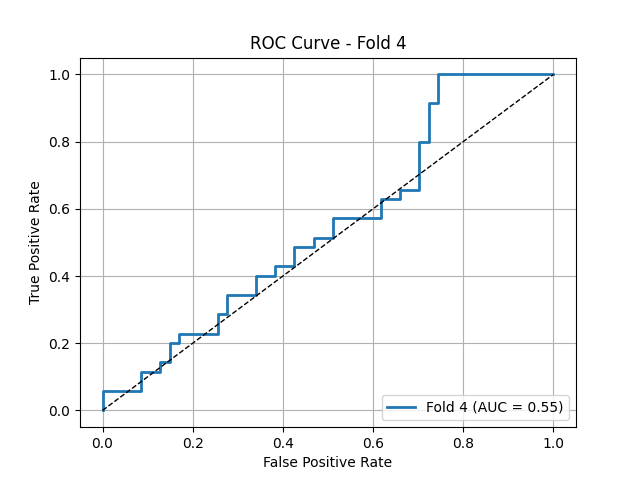 ROC Curve - Fold 4
True Positive Rate
1.0
0.8
0.6
0.4
0.2
0.0
Fold 4 (AUC = 0.55)
0.0 0.2 0.4 0.6 0.8 1.0
False Positive Rate